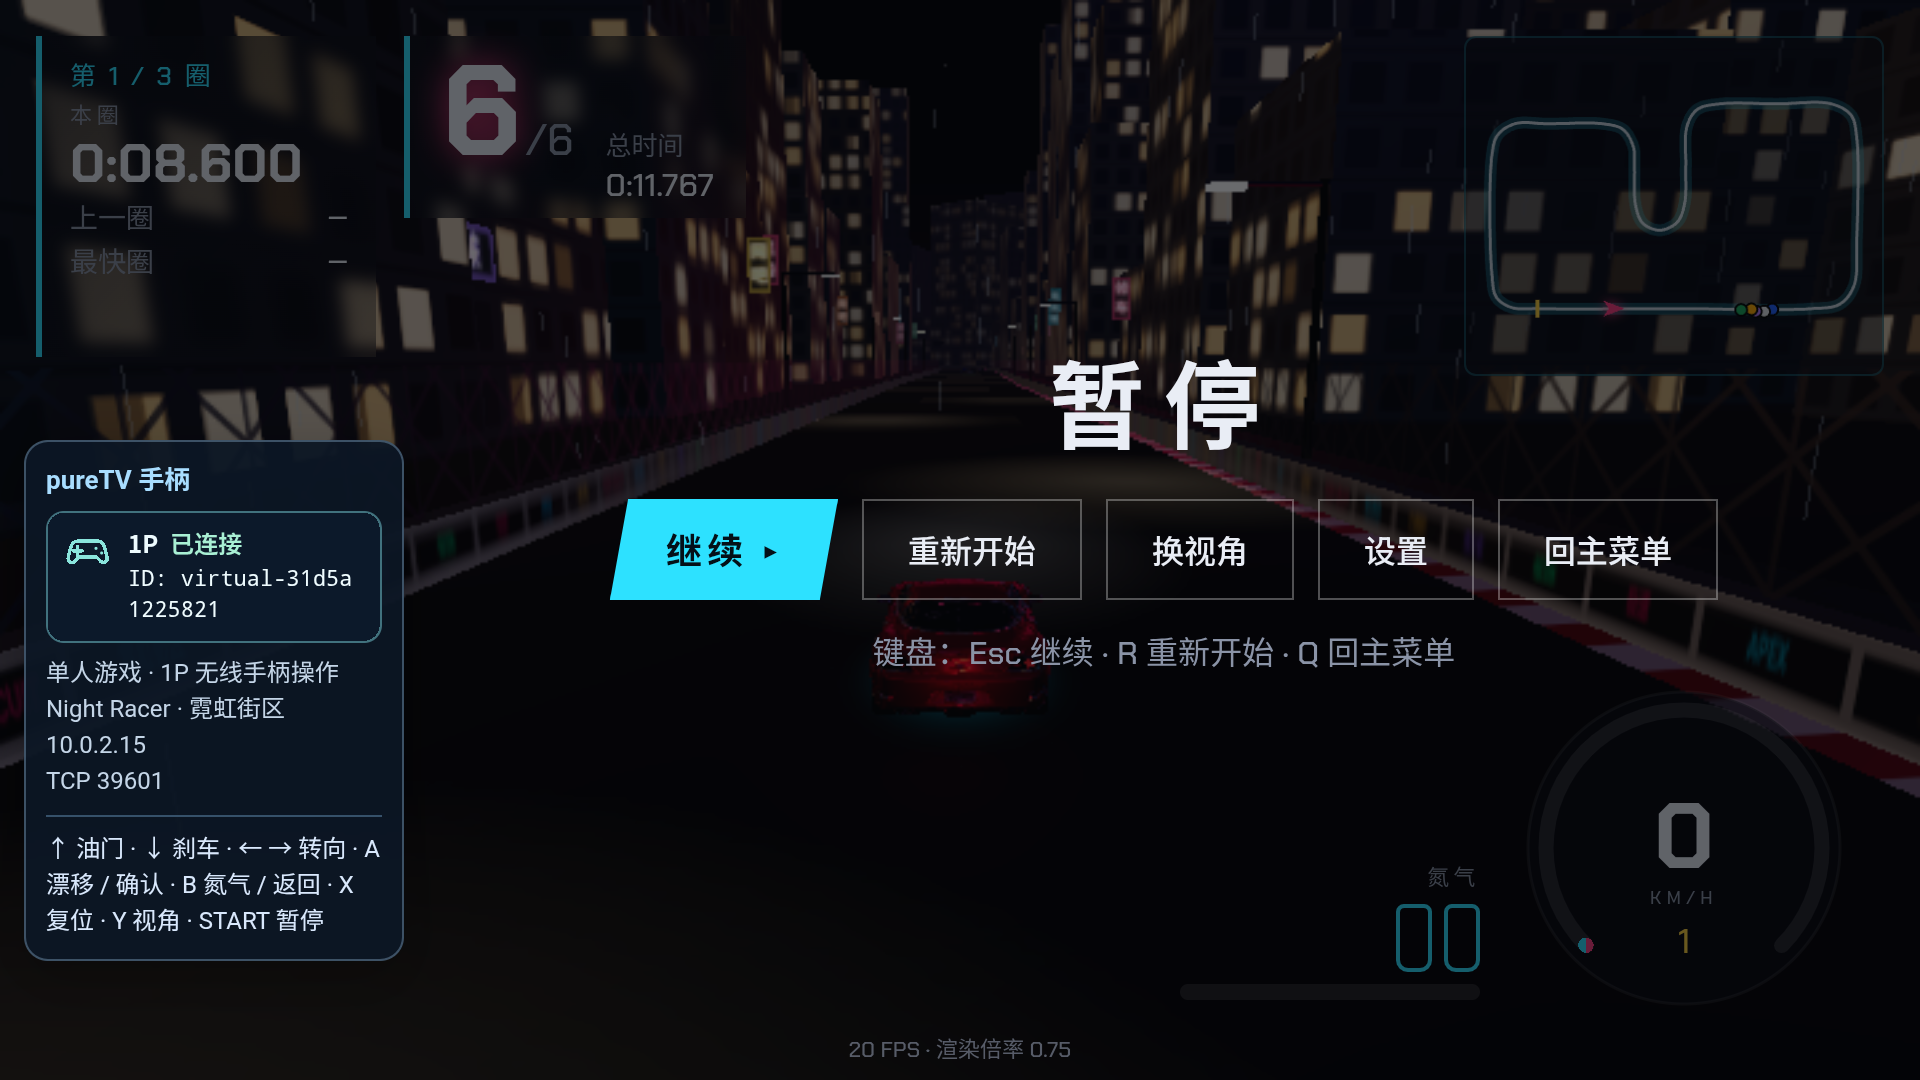 第 1 / 3 圈
本圈
0:08.600
上一圈 —
最快圈 —
6/6
总时间
0:11.767
暂停
继续 ▸
重新开始
换视角
设置
回主菜单
键盘：Esc 继续 · R 重新开始 · Q 回主菜单
pureTV 手柄
1P 已连接
ID: virtual-31d5a
1225821
单人游戏 · 1P 无线手柄操作
Night Racer · 霓虹街区
10.0.2.15
TCP 39601
↑ 油门 · ↓ 刹车 · ←→ 转向 · A
漂移 / 确认 · B 氮气 / 返回 · X
复位 · Y 视角 · START 暂停
APEX
氮气
0
KM/H
1
20 FPS · 渲染倍率 0.75